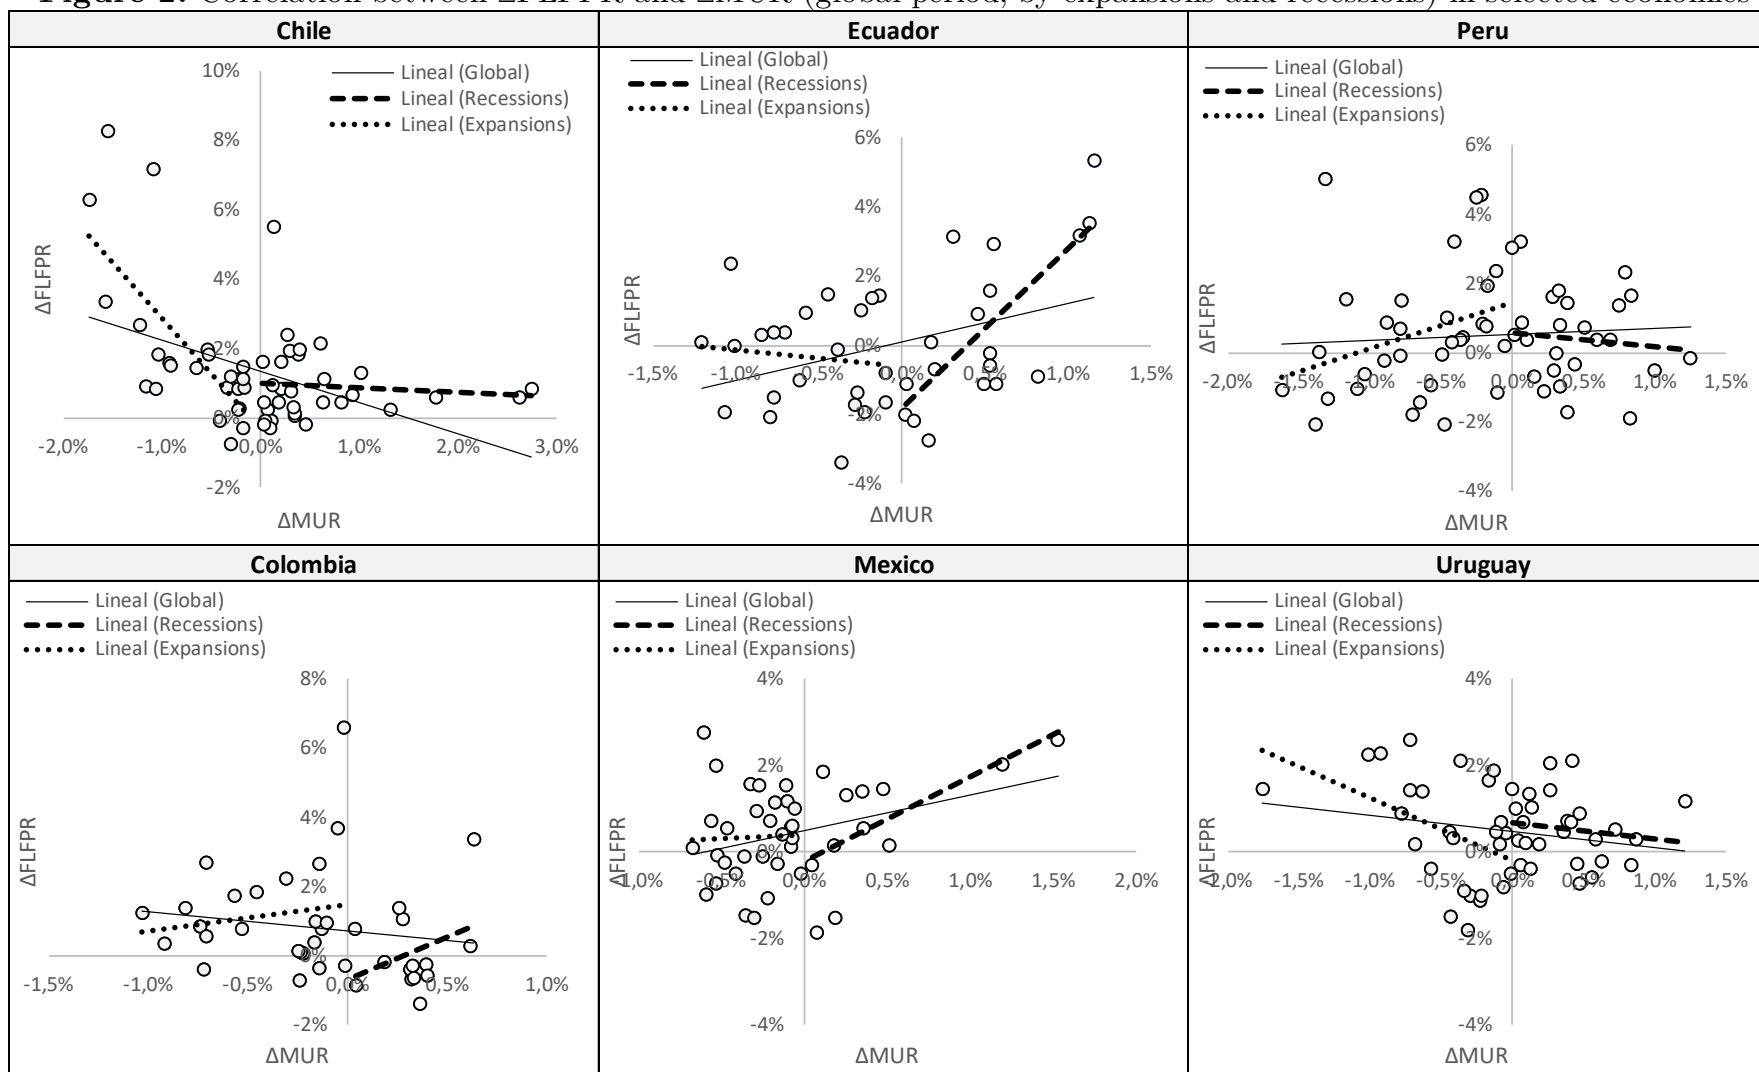 Correlation between and (global period, by expansions and recessions) in selected economies
Chile
Lineal (Global)
Lineal (Recessions)
Lineal (Expansions)
10%
8%
6%
4%
2%
0%
-2%
-2,0% -1,0% 0,0% 1,0% 2,0% 3,0%
ΔFLFPR
ΔMUR
Ecuador
Lineal (Global)
Lineal (Recessions)
Lineal (Expansions)
6%
4%
2%
0%
-2%
-4%
-1,5% -1,0% -0,5% 0,0% 0,5% 1,0% 1,5%
ΔFLFPR
ΔMUR
Peru
Lineal (Global)
Lineal (Recessions)
Lineal (Expansions)
6%
4%
2%
0%
-2%
-4%
-2,0% -1,5% -1,0% -0,5% 0,0% 0,5% 1,0% 1,5%
ΔFLFPR
ΔMUR
Colombia
Lineal (Global)
Lineal (Recessions)
Lineal (Expansions)
8%
6%
4%
2%
0%
-2%
-1,5% -1,0% -0,5% 0,0% 0,5% 1,0%
ΔFLFPR
ΔMUR
Mexico
Lineal (Global)
Lineal (Recessions)
Lineal (Expansions)
4%
2%
0%
-2%
-4%
-1,0% -0,5% 0,0% 0,5% 1,0% 1,5% 2,0%
ΔFLFPR
ΔMUR
Uruguay
Lineal (Global)
Lineal (Recessions)
Lineal (Expansions)
4%
2%
0%
-2%
-4%
-2,0% -1,5% -1,0% -0,5% 0,0% 0,5% 1,0% 1,5%
ΔFLFPR
ΔMUR